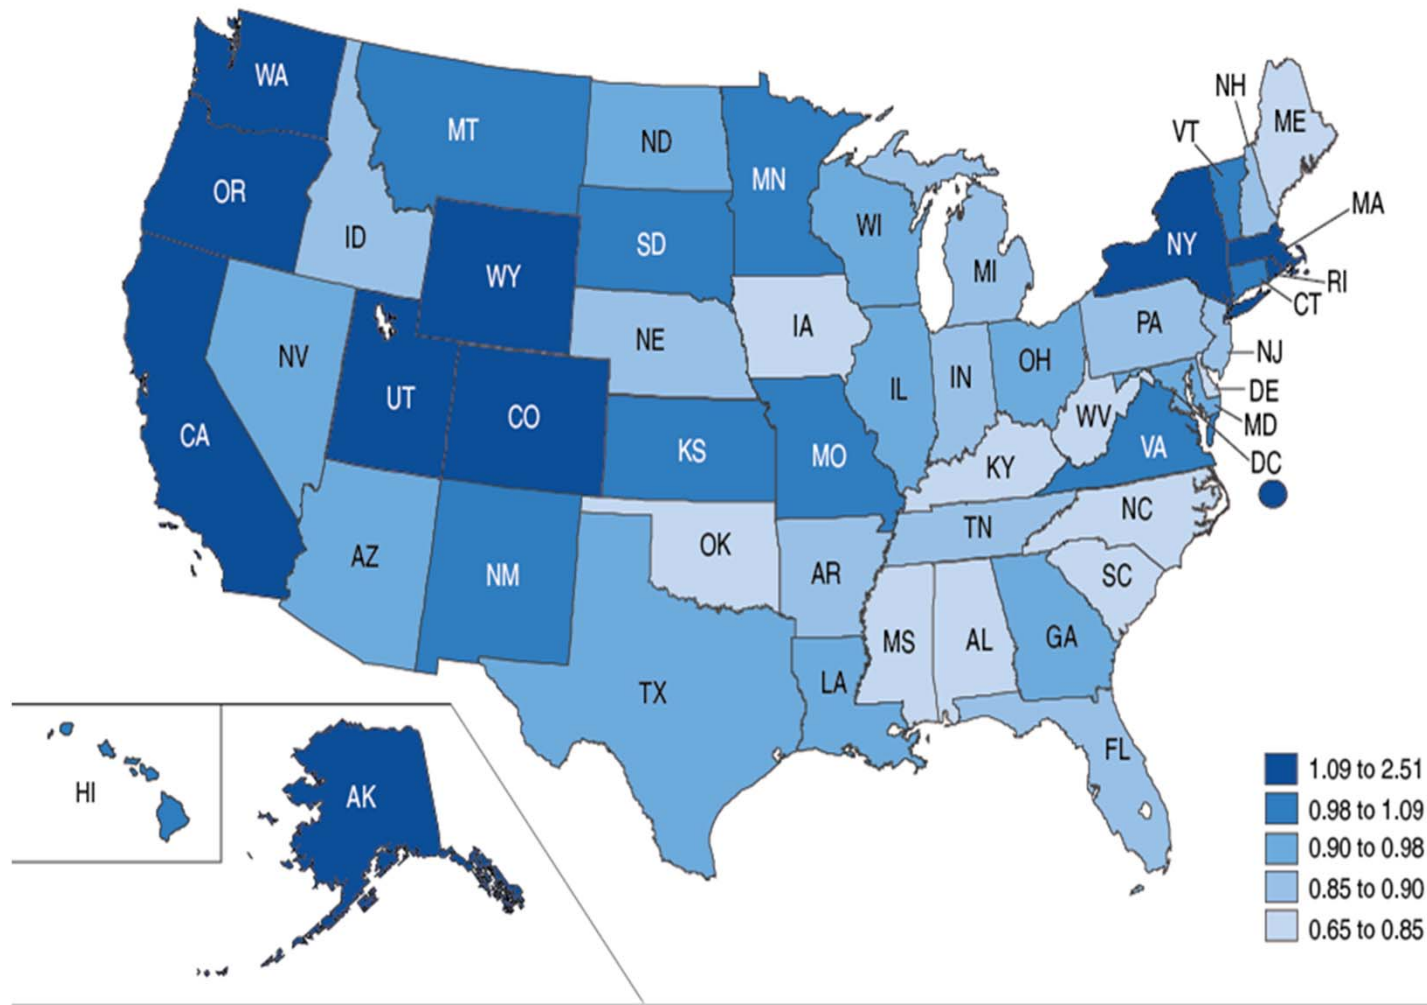 WA
MT
ND
MN
NH
ME
VT
OR
ID
SD
WI
MI
NY
MA
WY
RI
CT
NE
IA
PA
NV
IL
IN
OH
NJ
UT
CO
DE
CA
KS
MO
WV
VA
MD
KY
DC
AZ
NM
OK
AR
TN
NC
SC
MS
AL
GA
TX
LA
FL
HI
AK
1.09 to 2.51
0.98 to 1.09
0.90 to 0.98
0.85 to 0.90
0.65 to 0.85